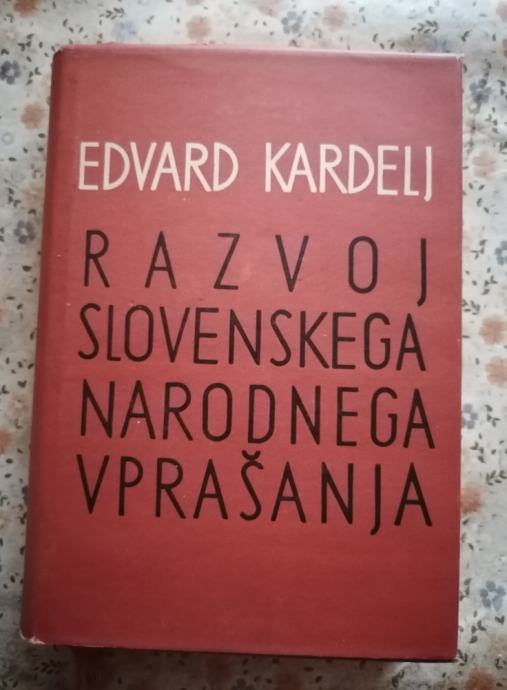 EDVARD KARDELJ
RAZVOJ
SLOVENSKEGA
NARODNEGA
VPRAŠANJA